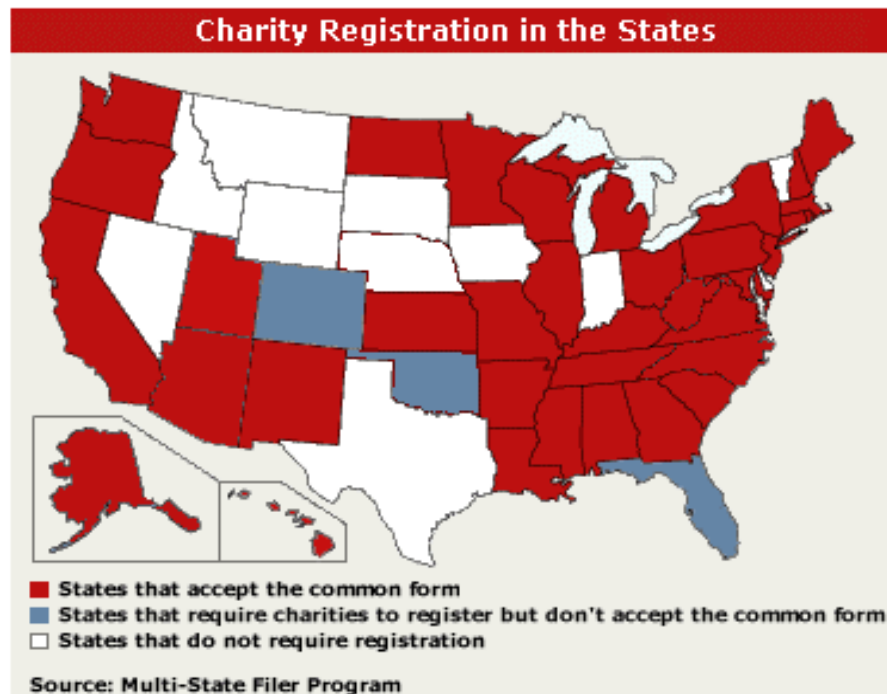 Charity Registration in the States
States that accept the common form
States that require charities to register but don't accept the common form
States that do not require registration
Source: Multi-State Filer Program